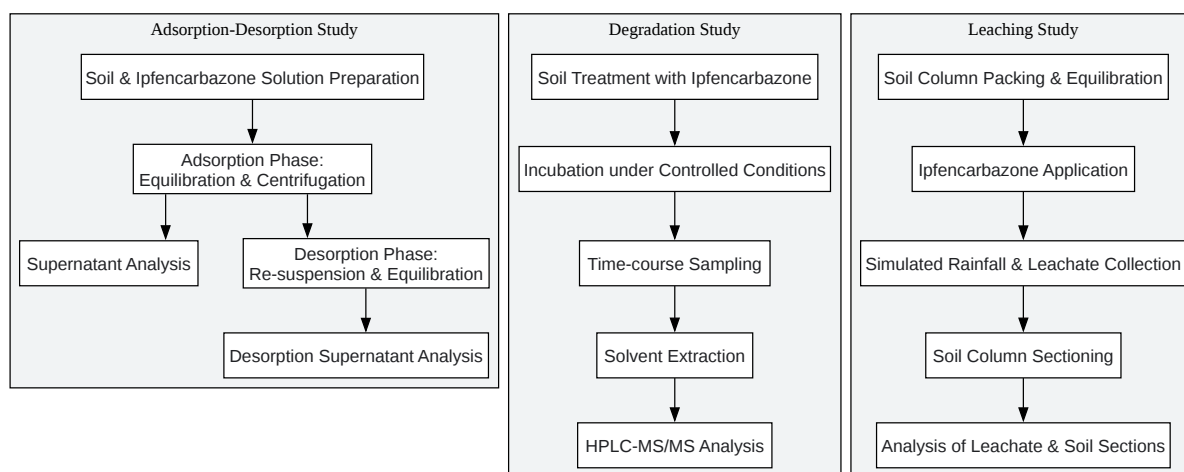 Adsorption-Desorption Study
Soil & Ipfencarbazone Solution Preparation
Adsorption Phase:
Equilibration & Centrifugation
Supernatant Analysis
Desorption Phase:
Re-suspension & Equilibration
Desorption Supernatant Analysis
Degradation Study
Soil Treatment with Ipfencarbazone
Incubation under Controlled Conditions
Time-course Sampling
Solvent Extraction
HPLC-MS/MS Analysis
Leaching Study
Soil Column Packing & Equilibration
Ipfencarbazone Application
Simulated Rainfall & Leachate Collection
Soil Column Sectioning
Analysis of Leachate & Soil Sections